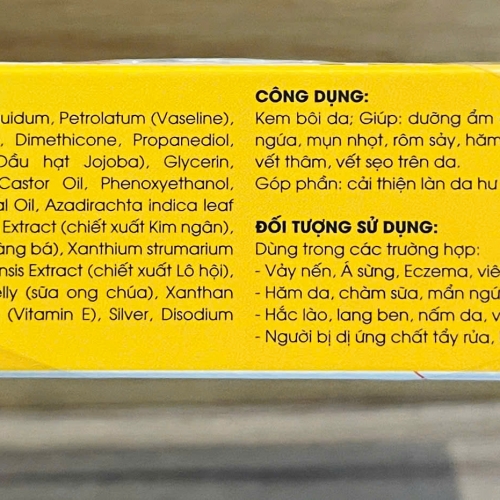 uidum, Petrolatum (Vaseline),
, Dimethicone, Propanediol,
Dầu hạt Jojoba), Glycerin,
Castor Oil, Phenoxyethanol,
al Oil, Azadirachta indica leaf
Extract (chiết xuất Kim ngân),
àng bá), Xanthium strumarium
ensis Extract (chiết xuất Lô hội),
elly (sữa ong chúa), Xanthan
(Vitamin E), Silver, Disodium
CÔNG DỤNG:
Kem bôi da; Giúp: dưỡng ẩm
ngứa, mụn nhọt, rôm sảy, hăm
vết thâm, vết sẹo trên da.
Góp phần: cải thiện làn da hư
ĐỐI TƯỢNG SỬ DỤNG:
Dùng trong các trường hợp:
- Vảy nến, Á sừng, Eczema, viê
- Hăm da, chàm sữa, mẩn ngứ
- Hắc lào, lang ben, nấm da, v
- Người bị dị ứng chất tẩy rửa,